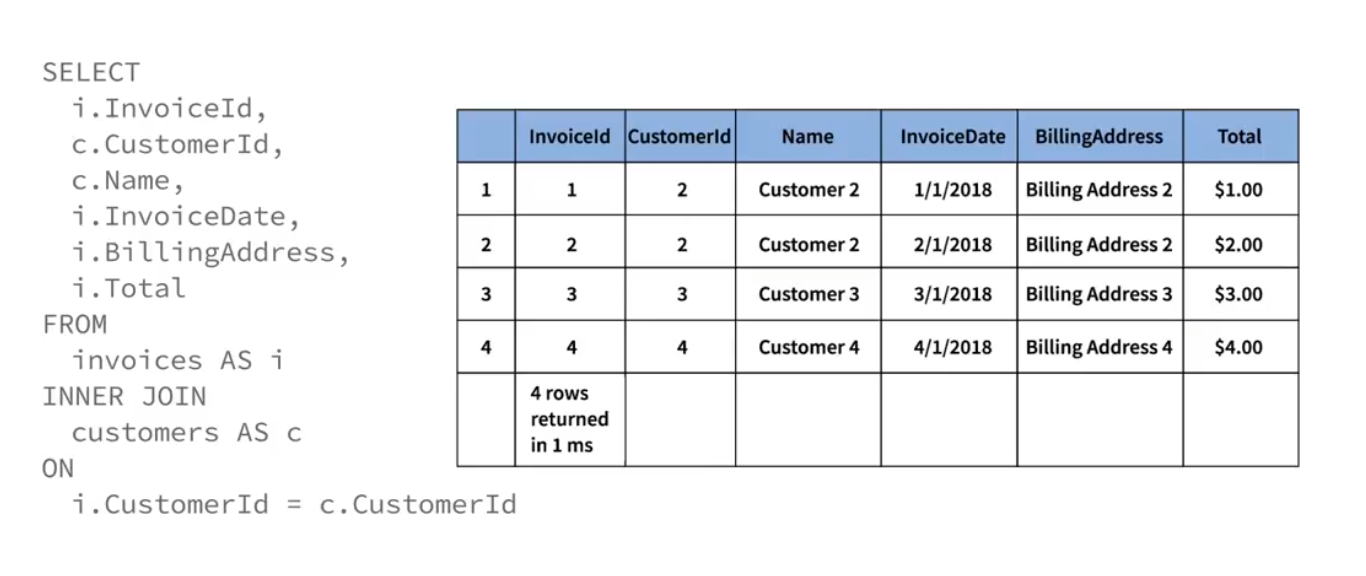 SELECT
i.InvoiceId,
c.CustomerId,
c.Name,
i.InvoiceDate,
i.BillingAddress,
i.Total
FROM
invoices AS i
INNER JOIN
customers AS c
ON
i.CustomerId = c.CustomerId
InvoiceId CustomerId Name InvoiceDate BillingAddress Total
1 1 2 Customer 2 1/1/2018 Billing Address 2 $1.00
2 2 2 Customer 2 2/1/2018 Billing Address 2 $2.00
3 3 3 Customer 3 3/1/2018 Billing Address 3 $3.00
4 4 4 Customer 4 4/1/2018 Billing Address 4 $4.00
4 rows
returned
in 1 ms